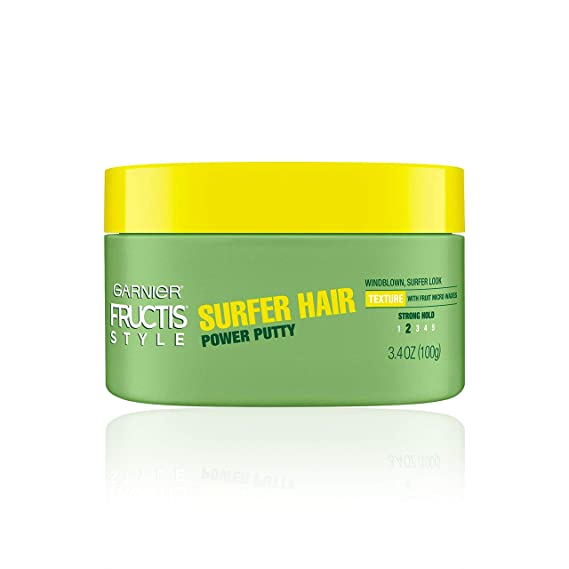 GARNIER
FRUCTIS
STYLE
SURFER HAIR
POWER PUTTY
WINDBLOWN, SURFER LOOK
TEXTURE WITH FRUIT MICRO-WAXES
STRONG HOLD
1 2 3 4 5
3.4 OZ (100g)